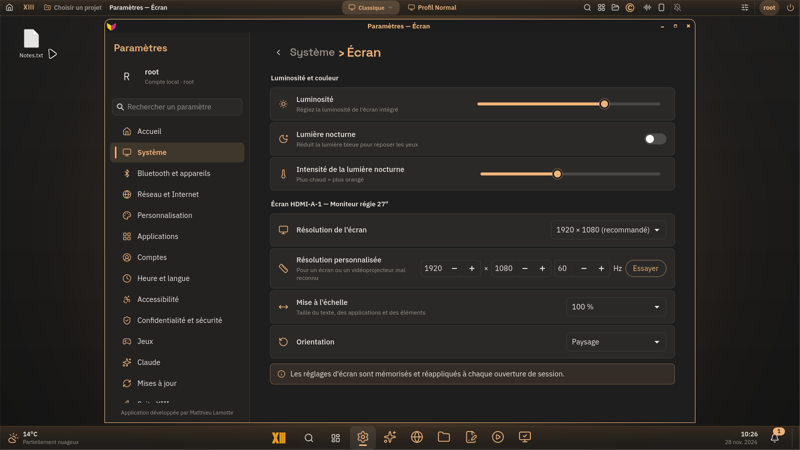 XIII Choisir un projet Paramètres — Écran Classique Profil Normal root
Paramètres — Écran
Notes.txt
Paramètres
R root
Compte local · root
Rechercher un paramètre
Accueil
Système
Bluetooth et appareils
Réseau et Internet
Personnalisation
Applications
Comptes
Heure et langue
Accessibilité
Confidentialité et sécurité
Jeux
Claude
Mises à jour
Application développée par Matthieu Lamotte
Système > Écran
Luminosité et couleur
Luminosité
Réglez la luminosité de l'écran intégré
Lumière nocturne
Réduit la lumière bleue pour reposer les yeux
Intensité de la lumière nocturne
Plus chaud = plus orangé
Écran HDMI-A-1 — Moniteur régie 27"
Résolution de l'écran 1920 × 1080 (recommandé)
Résolution personnalisée
Pour un écran ou un vidéoprojecteur mal
reconnu
1920 − + × 1080 − + 60 − + Hz Essayer
Mise à l'échelle
Taille du texte, des applications et des éléments
100 %
Orientation Paysage
Les réglages d'écran sont mémorisés et réappliqués à chaque ouverture de session.
14°C
Partiellement nuageux
XIII
10:26
28 nov. 2026
1